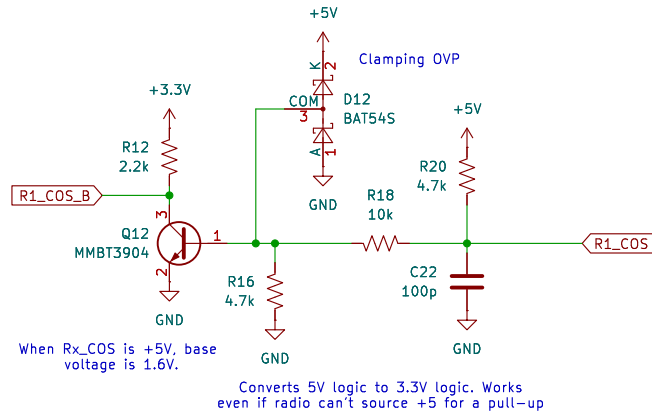 +5V
Clamping OVP
K
2
+3.3V
COM
3
D12
BAT54S
+5V
A
1
R12
2.2k
GND
R20
4.7k
R1_COS_B
R18
10k
3
Q12
MMBT3904
1
R1_COS
2
R16
4.7k
C22
100p
GND
GND
GND
When Rx_COS is +5V, base
voltage is 1.6V.
Converts 5V logic to 3.3V logic. Works
even if radio can't source +5 for a pull-up